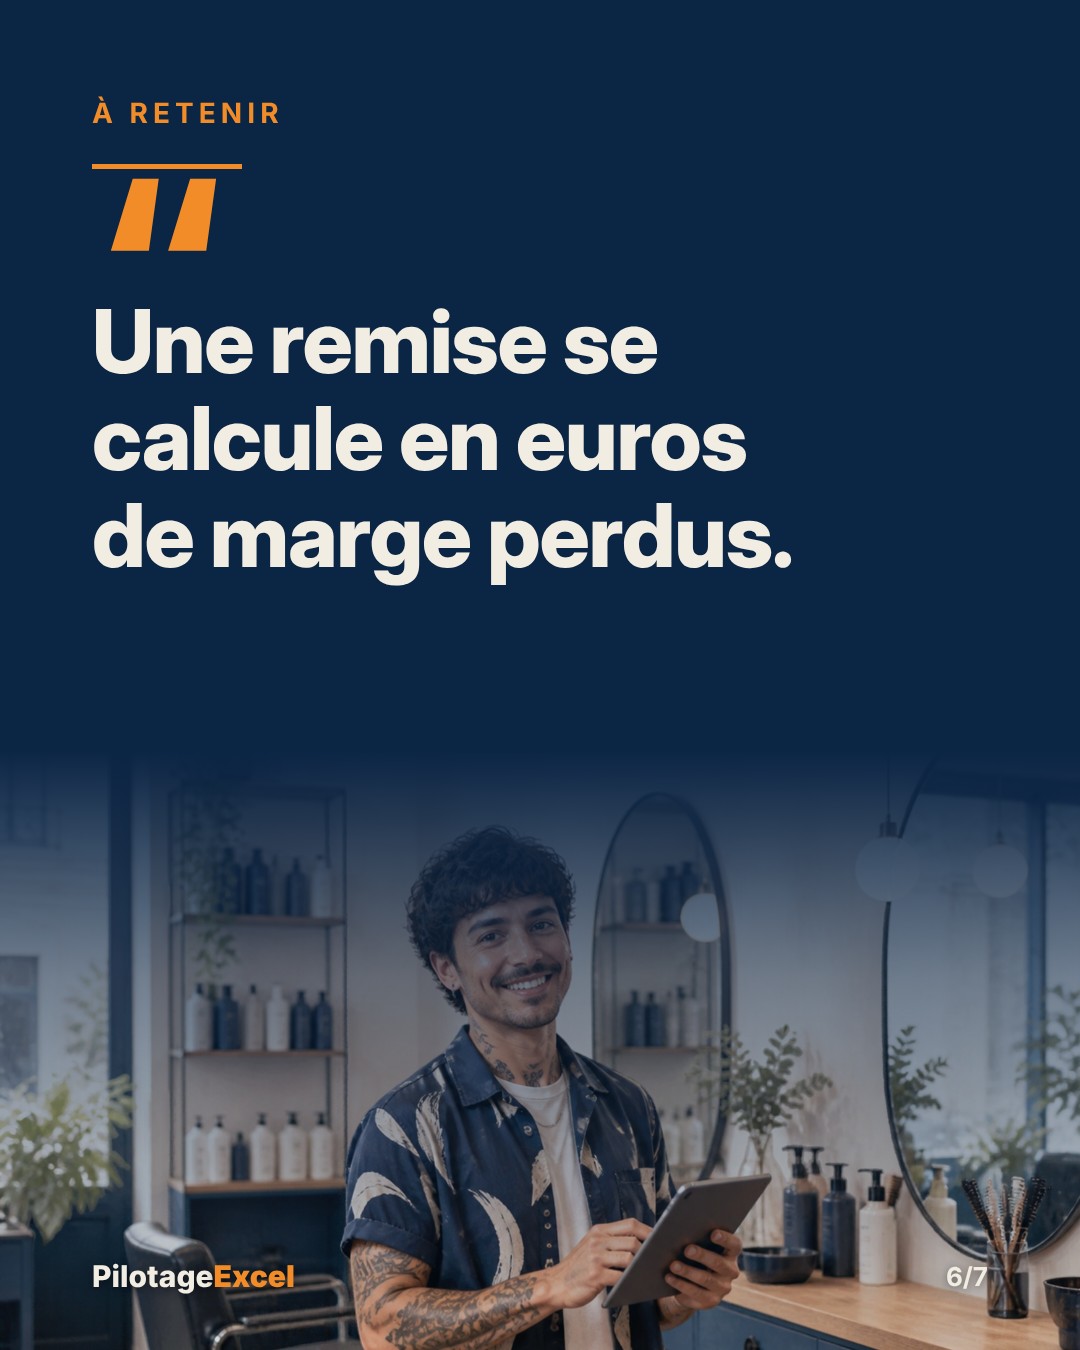 À RETENIR
"
Une remise se
calcule en euros
de marge perdus.
PilotageExcel
6/7